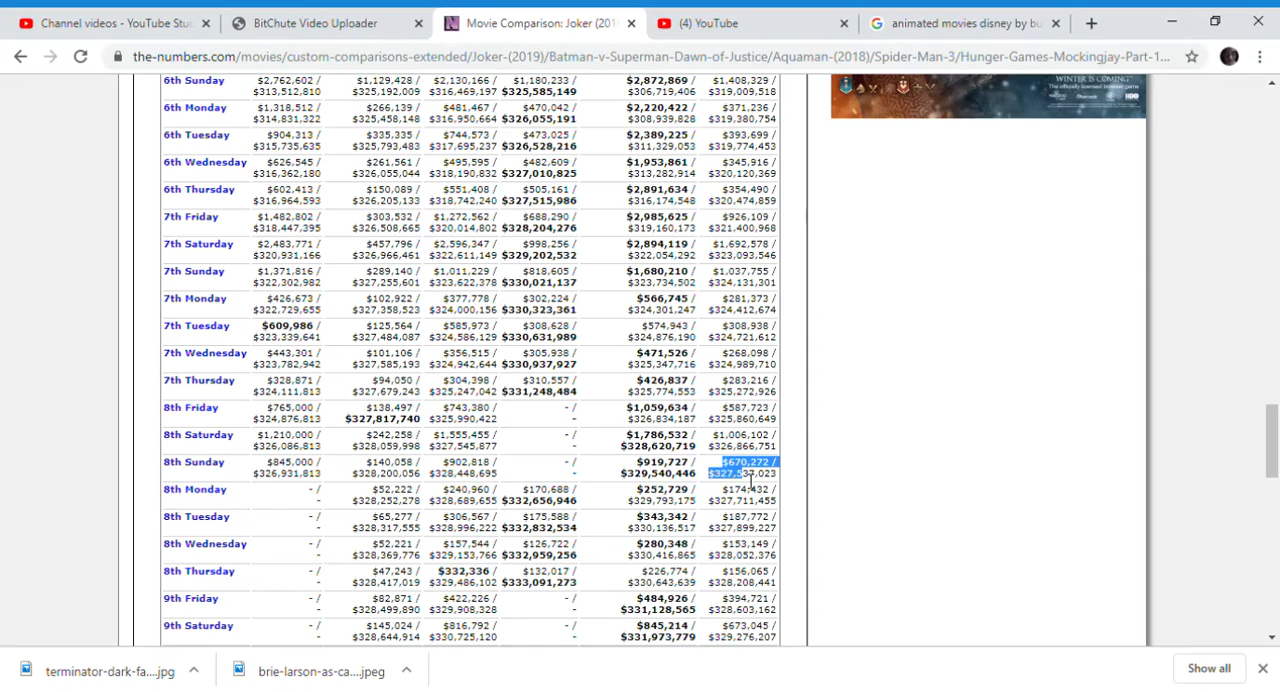 Channel videos - YouTube Stu
BitChute Video Uploader
Movie Comparison: Joker (201
(4) YouTube
animated movies disney by bu
the-numbers.com/movies/custom-comparisons-extended/Joker-(2019)/Batman-v-Superman-Dawn-of-Justice/Aquaman-(2018)/Spider-Man-3/Hunger-Games-Mockingjay-Part-1...
WINTER IS COMING
HBO
6th Sunday $2,762,602 / $1,129,428 / $2,130,166 / $1,180,233 / $2,872,869 / $1,408,329 /
$313,512,810 $325,192,009 $316,469,197 $325,585,149 $306,719,406 $319,009,518
6th Monday $1,318,512 / $266,139 / $481,467 / $470,042 / $2,220,422 / $371,236 /
$314,831,322 $325,458,148 $316,950,664 $326,055,191 $308,939,828 $319,380,754
6th Tuesday $904,313 / $335,335 / $744,573 / $473,025 / $2,389,225 / $393,699 /
$315,735,635 $325,793,483 $317,695,237 $326,528,216 $311,329,053 $319,774,453
6th Wednesday $626,545 / $261,561 / $495,595 / $482,609 / $1,953,861 / $345,916 /
$316,362,180 $326,055,044 $318,190,832 $327,010,825 $313,282,914 $320,120,369
6th Thursday $602,413 / $150,089 / $551,408 / $505,161 / $2,891,634 / $354,490 /
$316,964,593 $326,205,133 $318,742,240 $327,515,986 $316,174,548 $320,474,859
7th Friday $1,482,802 / $303,532 / $1,272,562 / $688,290 / $2,985,625 / $926,109 /
$318,447,395 $326,508,665 $320,014,802 $328,204,276 $319,160,173 $321,400,968
7th Saturday $2,483,771 / $457,796 / $2,596,347 / $998,256 / $2,894,119 / $1,692,578 /
$320,931,166 $326,966,461 $322,611,149 $329,202,532 $322,054,292 $323,093,546
7th Sunday $1,371,816 / $289,140 / $1,011,229 / $818,605 / $1,680,210 / $1,037,755 /
$322,302,982 $327,255,601 $323,622,378 $330,021,137 $323,734,502 $324,131,301
7th Monday $426,673 / $102,922 / $377,778 / $302,224 / $566,745 / $281,373 /
$322,729,655 $327,358,523 $324,000,156 $330,323,361 $324,301,247 $324,412,674
7th Tuesday $609,986 / $125,564 / $585,973 / $308,628 / $574,943 / $308,938 /
$323,339,641 $327,484,087 $324,586,129 $330,631,989 $324,876,190 $324,721,612
7th Wednesday $443,301 / $101,106 / $356,515 / $305,938 / $471,526 / $268,098 /
$323,782,942 $327,585,193 $324,942,644 $330,937,927 $325,347,716 $324,989,710
7th Thursday $328,871 / $94,050 / $304,398 / $310,557 / $426,837 / $283,216 /
$324,111,813 $327,679,243 $325,247,042 $331,248,484 $325,774,553 $325,272,926
8th Friday $765,000 / $138,497 / $743,380 / - / $1,059,634 / $587,723 /
$324,876,813 $327,817,740 $325,990,422 - $326,834,187 $325,860,649
8th Saturday $1,210,000 / $242,258 / $1,555,455 / - / $1,786,532 / $1,006,102 /
$326,086,813 $328,059,998 $327,545,877 - $328,620,719 $326,866,751
8th Sunday $845,000 / $140,058 / $902,818 / - / $919,727 / $670,272 /
$326,931,813 $328,200,056 $328,448,695 - $329,540,446 $327,537,023
8th Monday - / $52,222 / $240,960 / $170,688 / $252,729 / $174,432 /
- $328,252,278 $328,689,655 $332,656,946 $329,793,175 $327,711,455
8th Tuesday - / $65,277 / $306,567 / $175,588 / $343,342 / $187,772 /
- $328,317,555 $328,996,222 $332,832,534 $330,136,517 $327,899,227
8th Wednesday - / $52,221 / $157,544 / $126,722 / $280,348 / $153,149 /
- $328,369,776 $329,153,766 $332,959,256 $330,416,865 $328,052,376
8th Thursday - / $47,243 / $332,336 / $132,017 / $226,774 / $156,065 /
- $328,417,019 $329,486,102 $333,091,273 $330,643,639 $328,208,441
9th Friday - / $82,871 / $422,226 / - / $484,926 / $394,721 /
- $328,499,890 $329,908,328 - $331,128,565 $328,603,162
9th Saturday - / $145,024 / $816,792 / - / $845,214 / $673,045 /
- $328,644,914 $330,725,120 - $331,973,779 $329,276,207
terminator-dark-fa....jpg
brie-larson-as-ca....jpeg
Show all